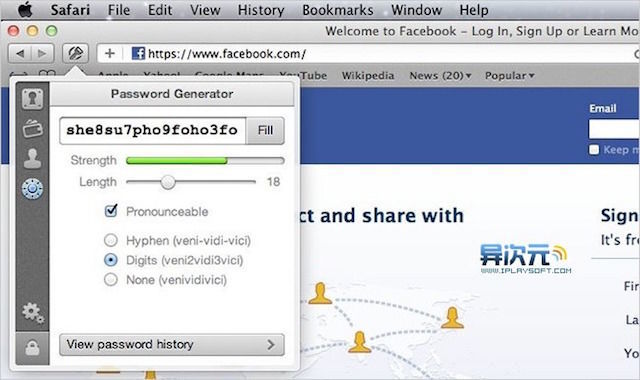 Safari File Edit View History Bookmarks Window Help
Welcome to Facebook – Log In, Sign Up or Learn Mo
https://www.facebook.com/
Apple Yahoo! Google Maps YouTube Wikipedia News (20) Popular
Password Generator
she8su7pho9foho3fo Fill
Strength
Length 18
Pronounceable
Hyphen (veni-vidi-vici)
Digits (veni2vidi3vici)
None (venividivici)
View password history
Email
Keep m
ct and share with
Sign
It's fre
异次元
WWW.IPLAYSOFT.COM
Fir
La
You